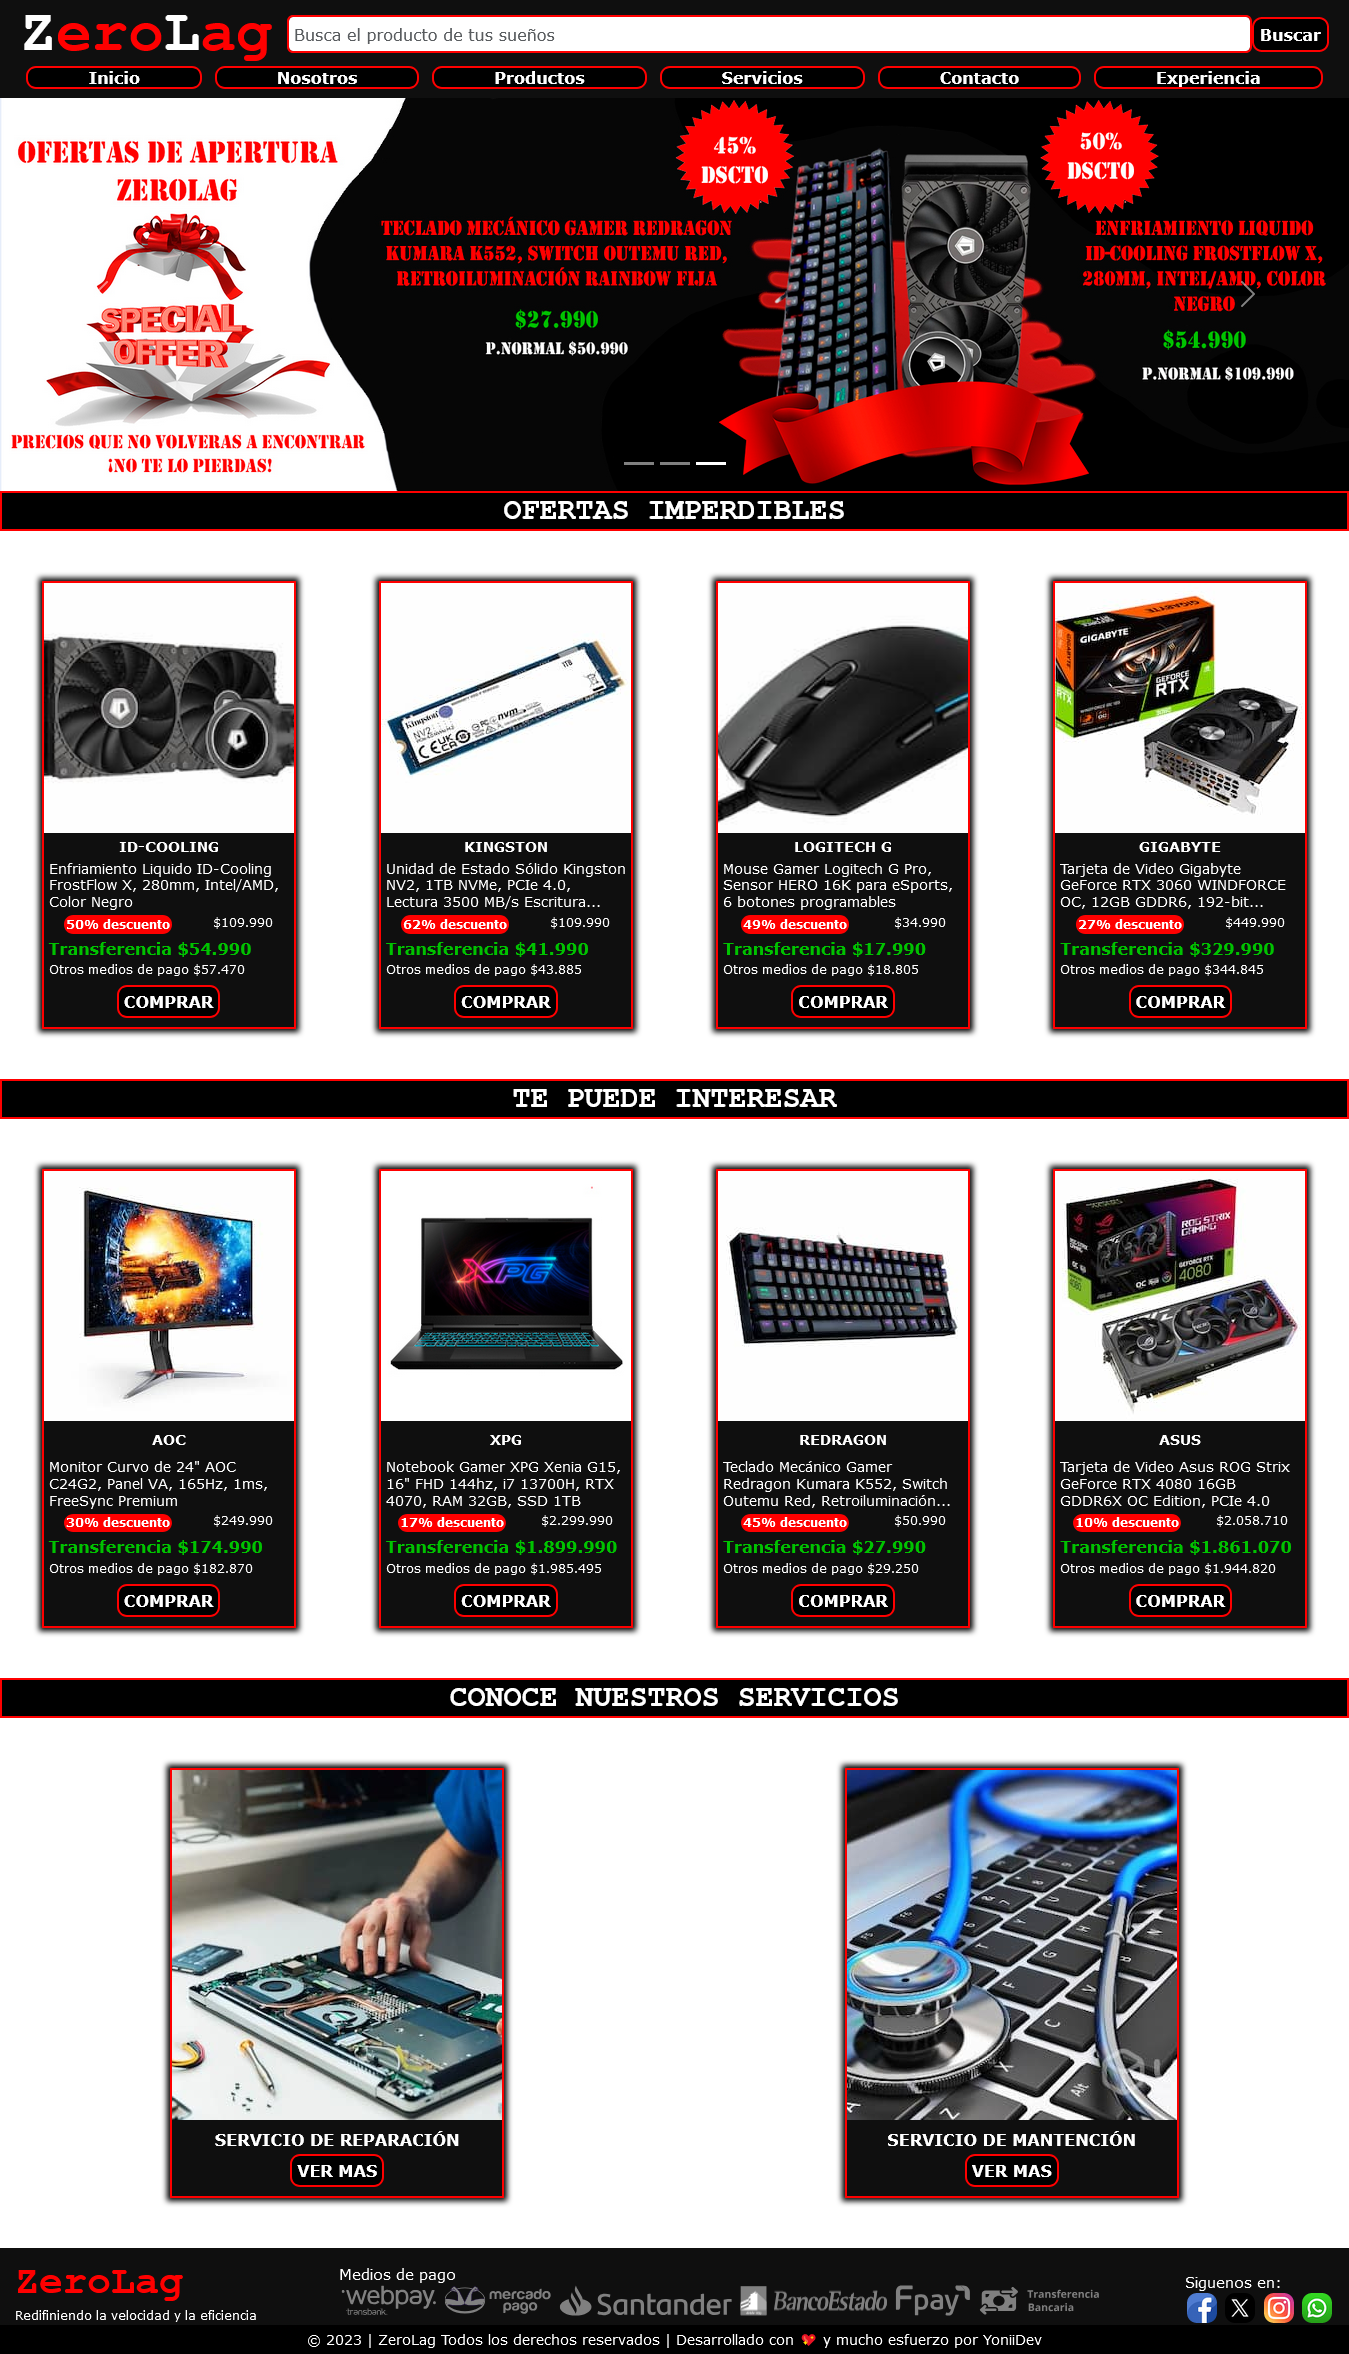 ZeroLag
Busca el producto de tus sueños
Buscar
Inicio
Nosotros
Productos
Servicios
Contacto
Experiencia
OFERTAS DE APERTURA
ZEROLAG
SPECIAL
OFFER
PRECIOS QUE NO VOLVERAS A ENCONTRAR
¡NO TE LO PIERDAS!
TECLADO MECÁNICO GAMER REDRAGON
KUMARA K552, SWITCH OUTEMU RED,
RETROILUMINACIÓN RAINBOW FIJA
$27.990
P.NORMAL $50.990
45%
DSCTO
50%
DSCTO
ENFRIAMIENTO LIQUIDO
ID-COOLING FROSTFLOW X,
280MM, INTEL/AMD, COLOR
NEGRO
$54.990
P.NORMAL $109.990
OFERTAS IMPERDIBLES
ID-COOLING
Enfriamiento Liquido ID-Cooling
FrostFlow X, 280mm, Intel/AMD,
Color Negro
50% descuento $109.990
Transferencia $54.990
Otros medios de pago $57.470
COMPRAR
Kingston
NV2
1TB
nvme
KINGSTON
Unidad de Estado Sólido Kingston
NV2, 1TB NVMe, PCIe 4.0,
Lectura 3500 MB/s Escritura...
62% descuento $109.990
Transferencia $41.990
Otros medios de pago $43.885
COMPRAR
LOGITECH G
Mouse Gamer Logitech G Pro,
Sensor HERO 16K para eSports,
6 botones programables
49% descuento $34.990
Transferencia $17.990
Otros medios de pago $18.805
COMPRAR
GIGABYTE
GIGABYTE
GEFORCE
RTX
GIGABYTE
Tarjeta de Video Gigabyte
GeForce RTX 3060 WINDFORCE
OC, 12GB GDDR6, 192-bit...
27% descuento $449.990
Transferencia $329.990
Otros medios de pago $344.845
COMPRAR
TE PUEDE INTERESAR
AOC
Monitor Curvo de 24" AOC
C24G2, Panel VA, 165Hz, 1ms,
FreeSync Premium
30% descuento $249.990
Transferencia $174.990
Otros medios de pago $182.870
COMPRAR
XPG
XPG
Notebook Gamer XPG Xenia G15,
16" FHD 144hz, i7 13700H, RTX
4070, RAM 32GB, SSD 1TB
17% descuento $2.299.990
Transferencia $1.899.990
Otros medios de pago $1.985.495
COMPRAR
REDRAGON
Teclado Mecánico Gamer
Redragon Kumara K552, Switch
Outemu Red, Retroiluminación...
45% descuento $50.990
Transferencia $27.990
Otros medios de pago $29.250
COMPRAR
ROG STRIX
GAMING
GEFORCE RTX
4080
ASUS
Tarjeta de Video Asus ROG Strix
GeForce RTX 4080 16GB
GDDR6X OC Edition, PCIe 4.0
10% descuento $2.058.710
Transferencia $1.861.070
Otros medios de pago $1.944.820
COMPRAR
CONOCE NUESTROS SERVICIOS
SERVICIO DE REPARACIÓN
VER MAS
Alt
SERVICIO DE MANTENCIÓN
VER MAS
ZeroLag
Redifiniendo la velocidad y la eficiencia
Medios de pago
webpay.
transbank.
mercado
pago
Santander
BancoEstado
Fpay
Transferencia
Bancaria
Siguenos en:
© 2023 | ZeroLag Todos los derechos reservados | Desarrollado con 💖 y mucho esfuerzo por YoniiDev